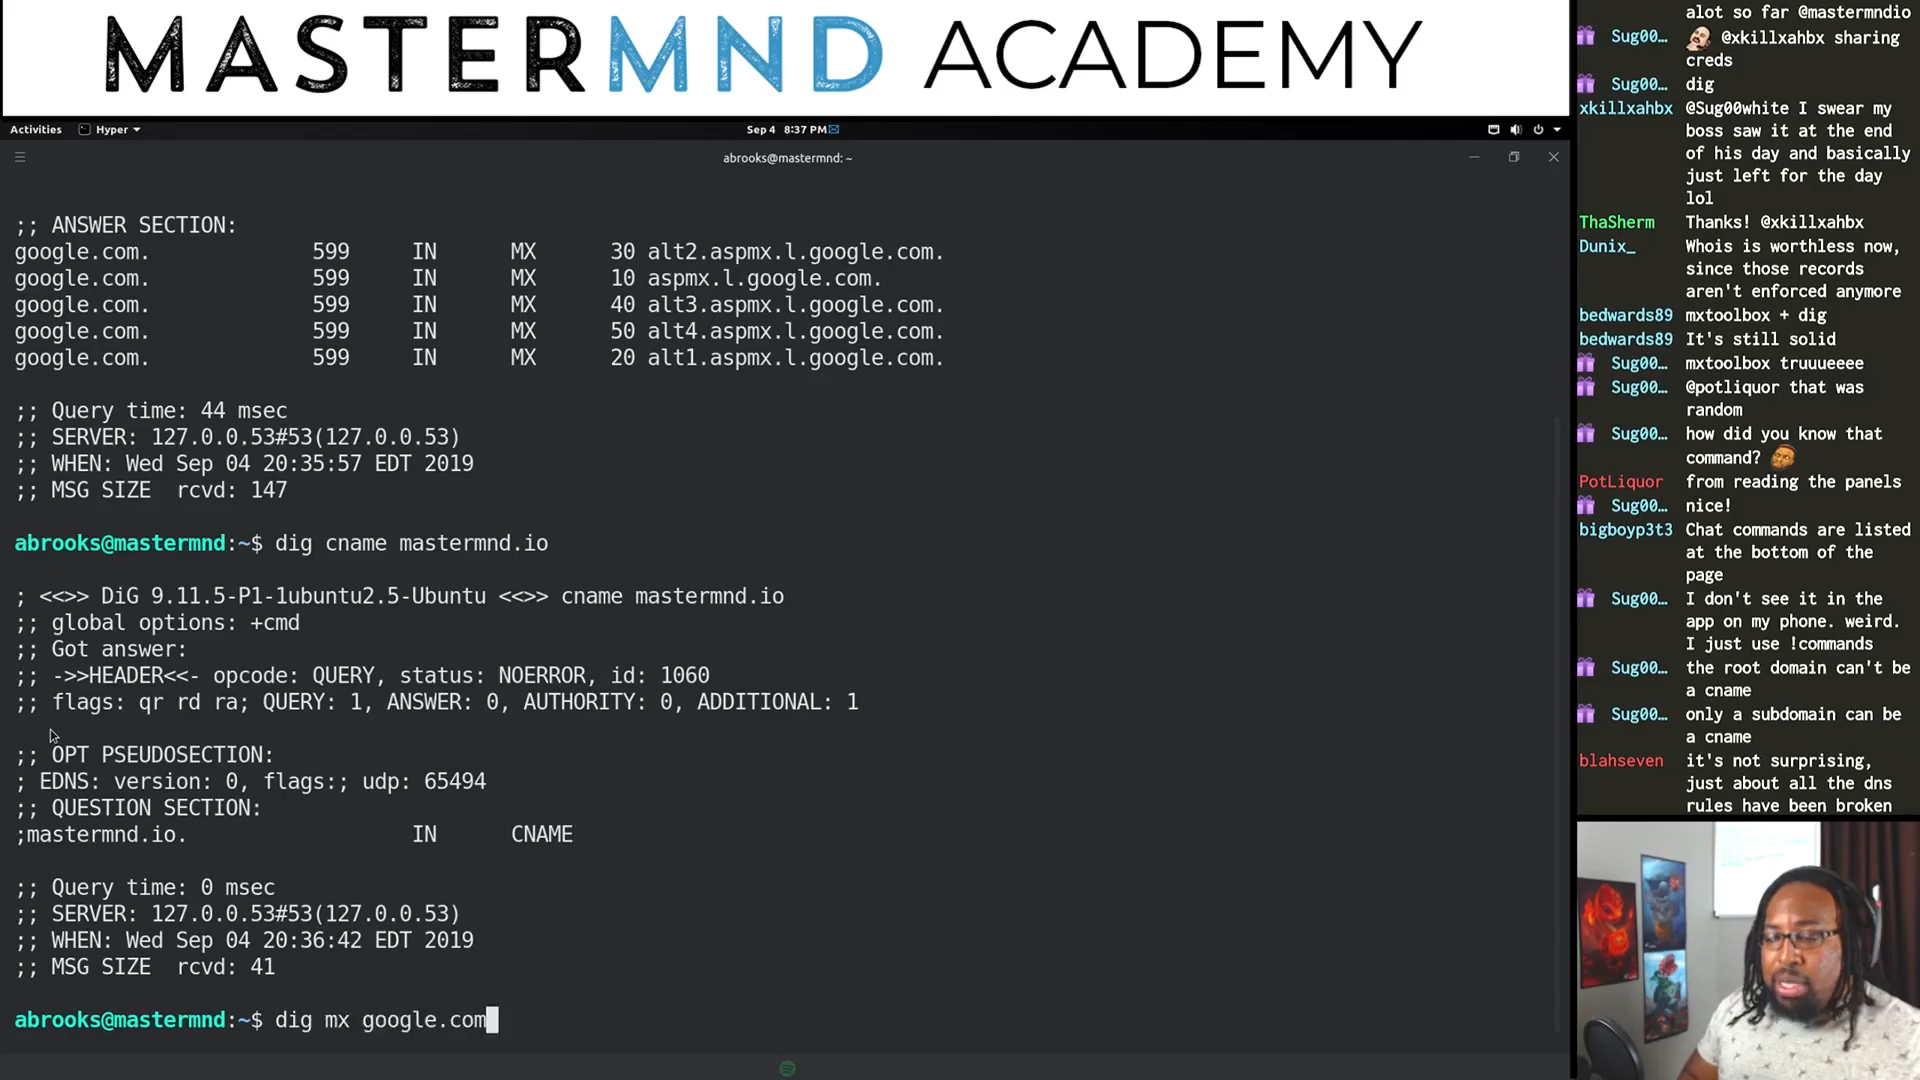 MASTERMND ACADEMY
Activities
Hyper
Sep 4 8:37 PM
abrooks@mastermnd: ~
;; ANSWER SECTION:
google.com. 599 IN MX 30 alt2.aspmx.l.google.com.
google.com. 599 IN MX 10 aspmx.l.google.com.
google.com. 599 IN MX 40 alt3.aspmx.l.google.com.
google.com. 599 IN MX 50 alt4.aspmx.l.google.com.
google.com. 599 IN MX 20 alt1.aspmx.l.google.com.
;; Query time: 44 msec
;; SERVER: 127.0.0.53#53(127.0.0.53)
;; WHEN: Wed Sep 04 20:35:57 EDT 2019
;; MSG SIZE rcvd: 147
abrooks@mastermnd:~$ dig cname mastermnd.io
; <<>> DiG 9.11.5-P1-1ubuntu2.5-Ubuntu <<>> cname mastermnd.io
;; global options: +cmd
;; Got answer:
;; ->>HEADER<<- opcode: QUERY, status: NOERROR, id: 1060
;; flags: qr rd ra; QUERY: 1, ANSWER: 0, AUTHORITY: 0, ADDITIONAL: 1
;; OPT PSEUDOSECTION:
; EDNS: version: 0, flags:; udp: 65494
;; QUESTION SECTION:
;mastermnd.io. IN CNAME
;; Query time: 0 msec
;; SERVER: 127.0.0.53#53(127.0.0.53)
;; WHEN: Wed Sep 04 20:36:42 EDT 2019
;; MSG SIZE rcvd: 41
abrooks@mastermnd:~$ dig mx google.com
alot so far @mastermndio
Sug00… @xkillxahbx sharing
creds
Sug00… dig
xkillxahbx @Sug00white I swear my
boss saw it at the end
of his day and basically
just left for the day
lol
ThaSherm Thanks! @xkillxahbx
Dunix_ Whois is worthless now,
since those records
aren't enforced anymore
bedwards89 mxtoolbox + dig
bedwards89 It's still solid
Sug00… mxtoolbox truuueeee
Sug00… @potliquor that was
random
Sug00… how did you know that
command?
PotLiquor from reading the panels
Sug00… nice!
bigboyp3t3 Chat commands are listed
at the bottom of the
page
Sug00… I don't see it in the
app on my phone. weird.
I just use !commands
Sug00… the root domain can't be
a cname
Sug00… only a subdomain can be
a cname
blahseven it's not surprising,
just about all the dns
rules have been broken